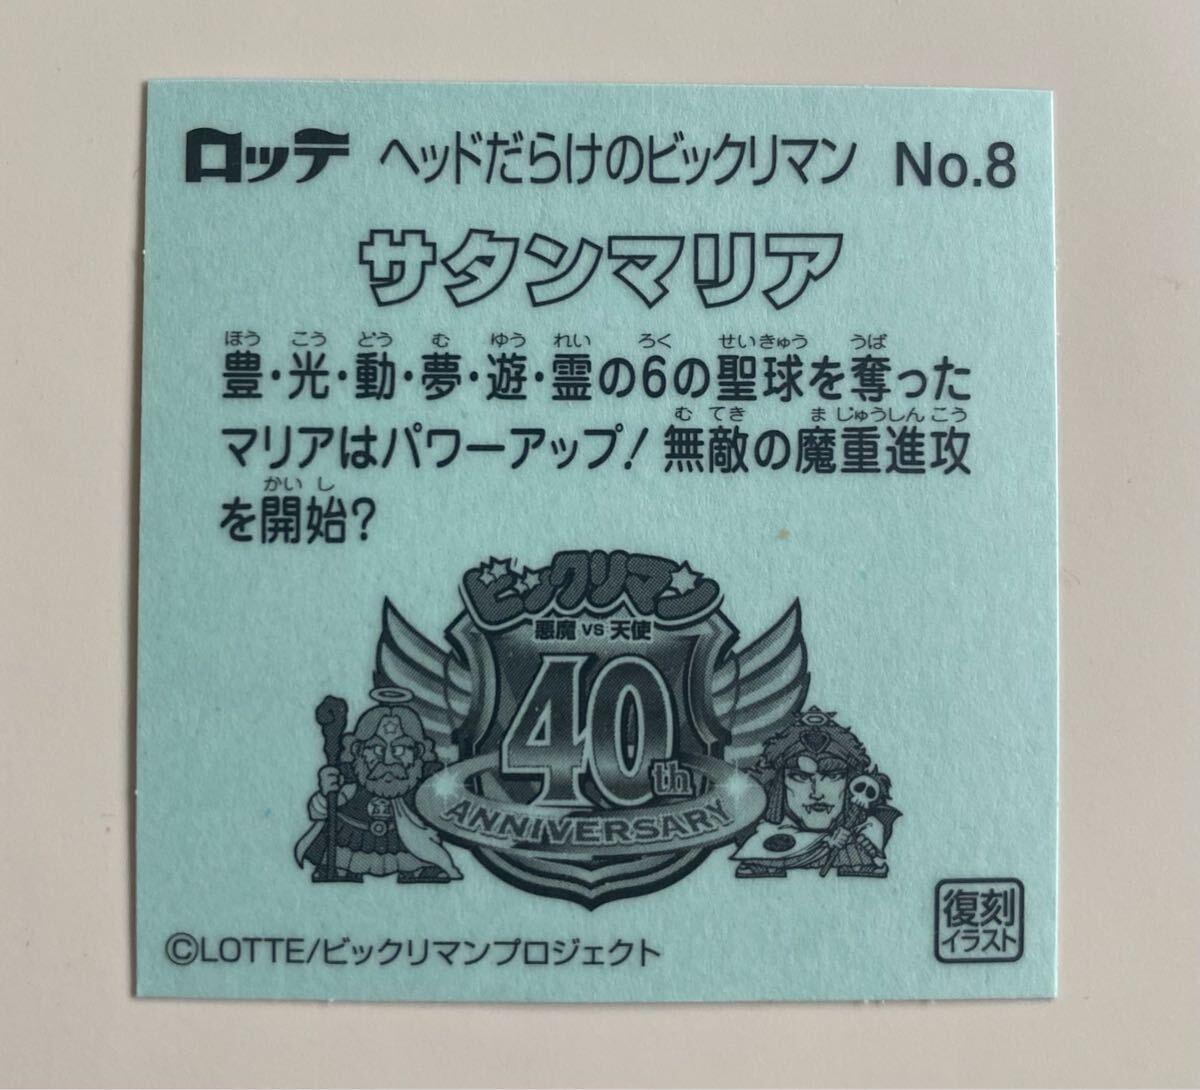 ロッテ ヘッドだらけのビックリマン No.8
サタンマリア
ほう こう どう む ゆう れい ろく せいきゅう うば
豊・光・動・夢・遊・霊の6の聖球を奪った
む てき ま じゅうしん こう
マリアはパワーアップ！無敵の魔重進攻
かい し
を開始？
ビックリマン
悪魔 VS 天使
40th
ANNIVERSARY
復刻
イラスト
©LOTTE/ビックリマンプロジェクト